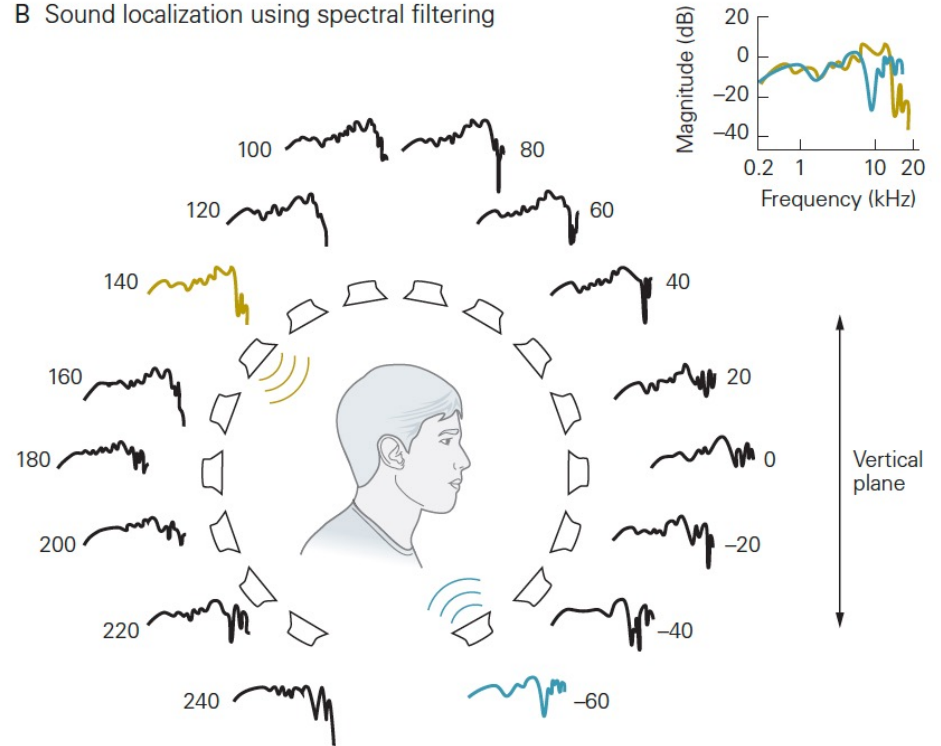 B Sound localization using spectral filtering
Magnitude (dB)
20
0
–20
–40
0.2 1 10 20
Frequency (kHz)
100 80
120 60
140 40
160 20
180 0
Vertical
plane
200 –20
220 –40
240 –60